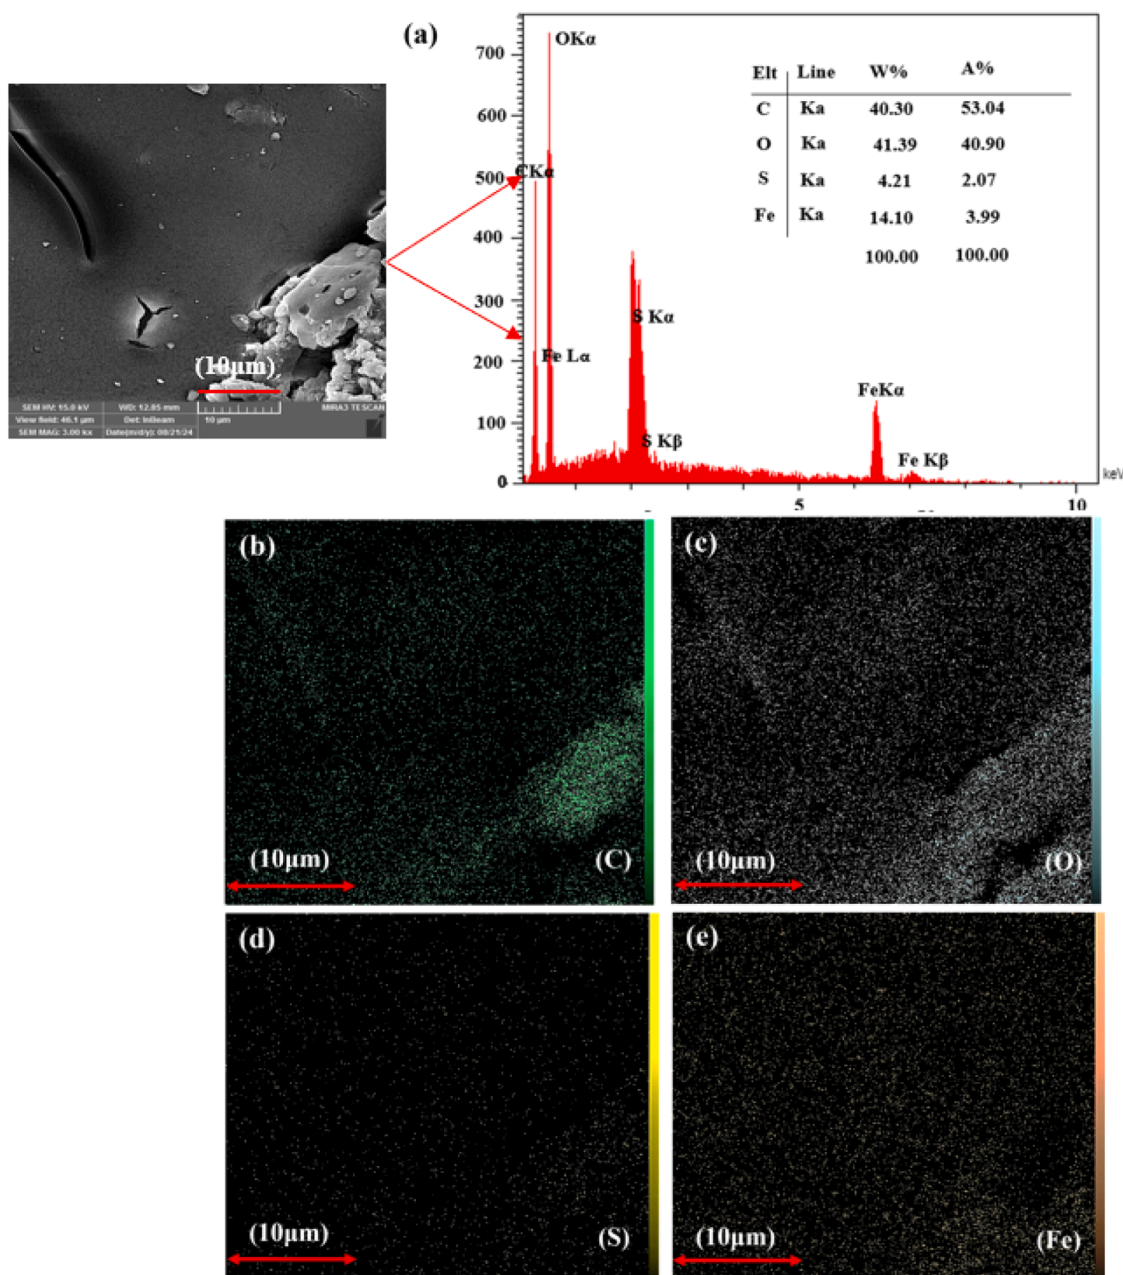 (a)
OKα
700
600
500
400
300
200
100
0
CKα
Fe Lα
S Kα
S Kβ
FeKα
Fe Kβ
5
10
keV
Elt Line W% A%
C Ka 40.30 53.04
O Ka 41.39 40.90
S Ka 4.21 2.07
Fe Ka 14.10 3.99
100.00 100.00
(10μm)
SEM HV: 15.0 kV WD: 12.85 mm MIRA3 TESCAN
View field: 46.1 μm Det: InBeam 10 μm
SEM MAG: 3.00 kx Date(m/d/y): 08/21/24
(b)
(10μm)
(C)
(c)
(10μm)
(O)
(d)
(10μm)
(S)
(e)
(10μm)
(Fe)